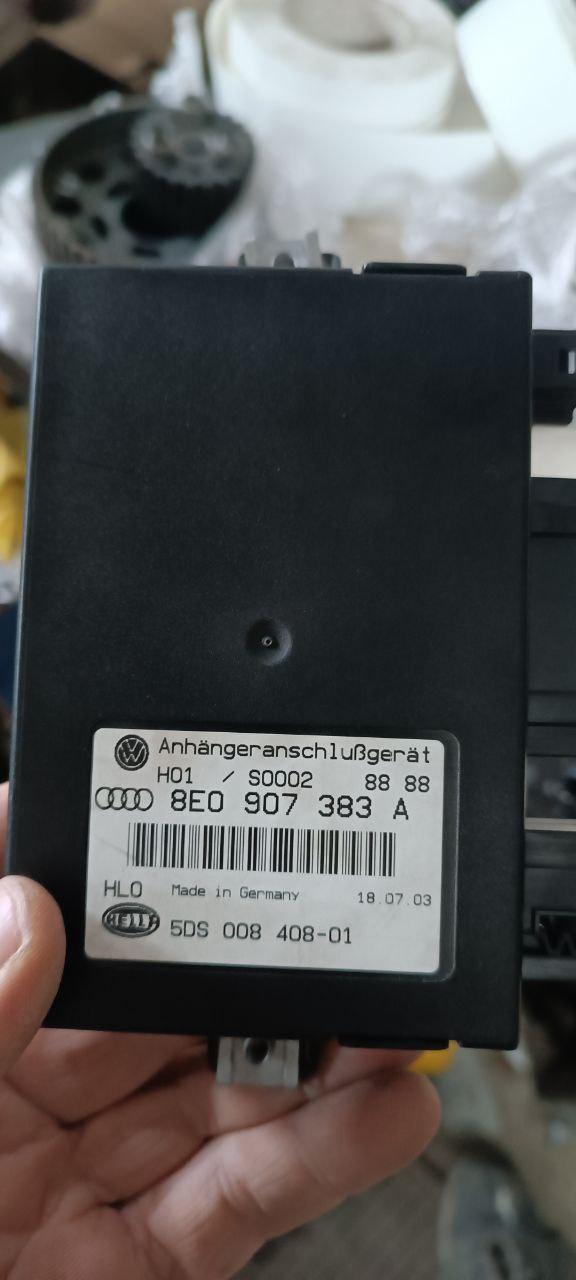 VW
Anhängeranschlußgerät
H01 / S0002 88 88
8E0 907 383 A
HLO Made in Germany 18.07.03
HELLA 5DS 008 408-01